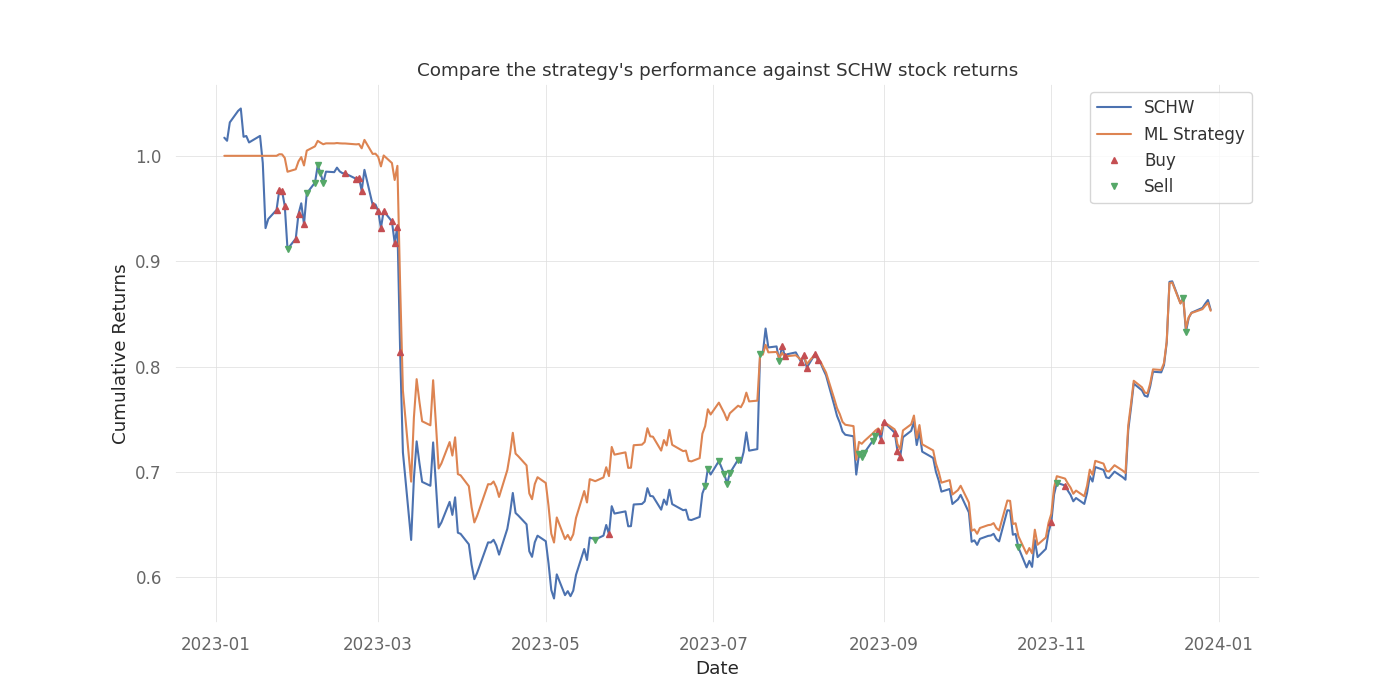 Compare the strategy's performance against SCHW stock returns
SCHW
ML Strategy
Buy
Sell
Cumulative Returns
1.0
0.9
0.8
0.7
0.6
2023-01
2023-03
2023-05
2023-07
2023-09
2023-11
2024-01
Date